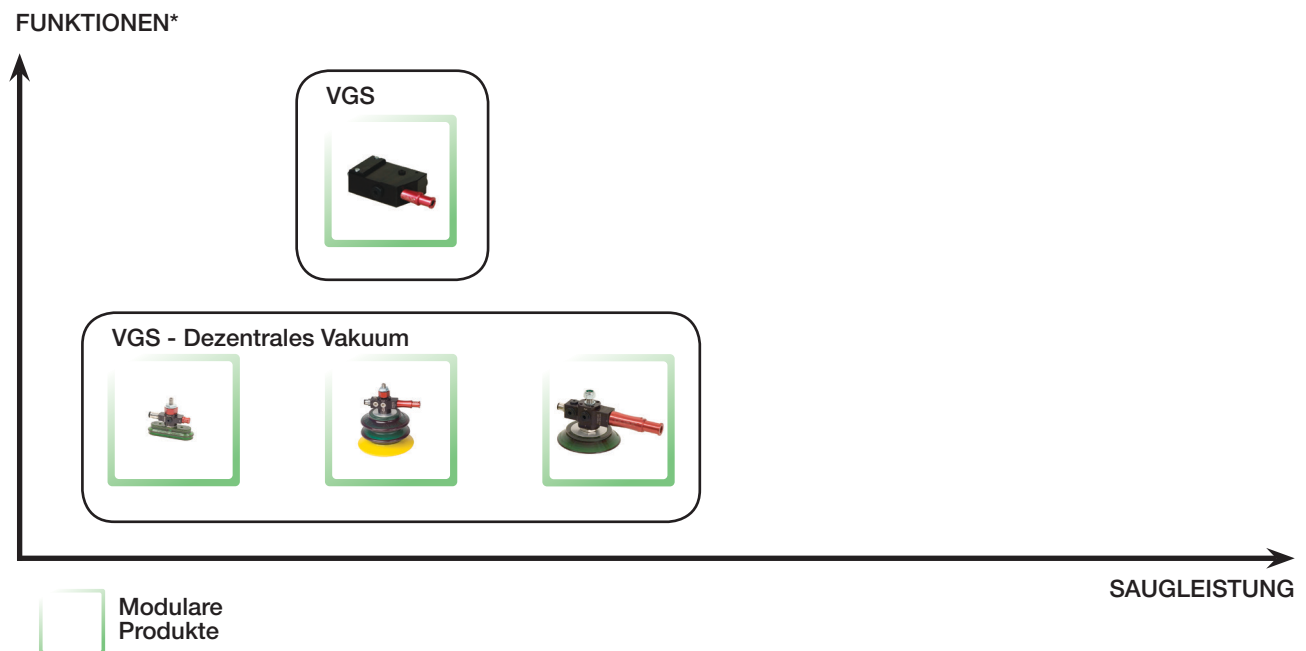 FUNKTIONEN*
VGS
VGS - Dezentrales Vakuum
SAUGLEISTUNG
Modulare
Produkte